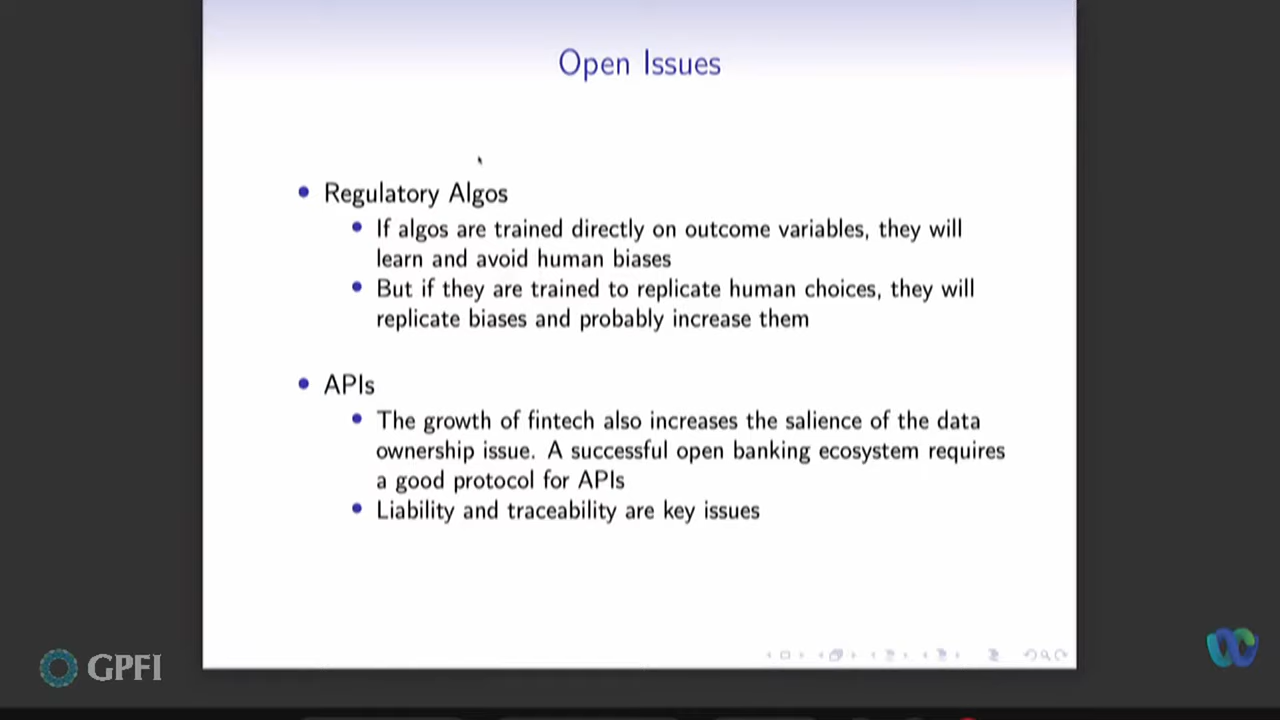 Open Issues
Regulatory Algos
If algos are trained directly on outcome variables, they will
learn and avoid human biases
But if they are trained to replicate human choices, they will
replicate biases and probably increase them
APIs
The growth of fintech also increases the salience of the data
ownership issue. A successful open banking ecosystem requires
a good protocol for APIs
Liability and traceability are key issues
GPFI